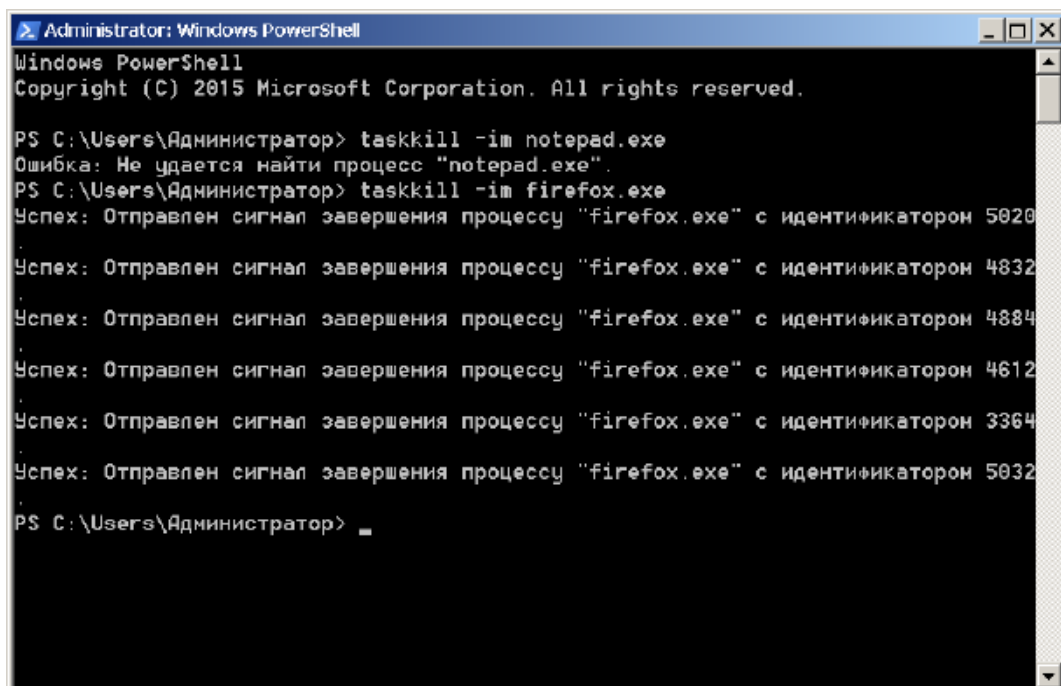 Administrator: Windows PowerShell
Windows PowerShell
Copyright (C) 2015 Microsoft Corporation. All rights reserved.
PS C:\Users\Администратор> taskkill -im notepad.exe
Ошибка: Не удается найти процесс "notepad.exe".
PS C:\Users\Администратор> taskkill -im firefox.exe
Успех: Отправлен сигнал завершения процессу "firefox.exe" с идентификатором 5020
.
Успех: Отправлен сигнал завершения процессу "firefox.exe" с идентификатором 4832
.
Успех: Отправлен сигнал завершения процессу "firefox.exe" с идентификатором 4884
.
Успех: Отправлен сигнал завершения процессу "firefox.exe" с идентификатором 4612
.
Успех: Отправлен сигнал завершения процессу "firefox.exe" с идентификатором 3364
.
Успех: Отправлен сигнал завершения процессу "firefox.exe" с идентификатором 5032
.
PS C:\Users\Администратор> _